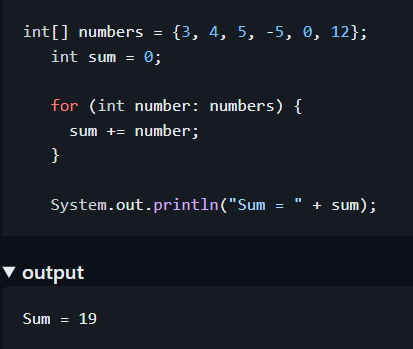 int[] numbers = {3, 4, 5, -5, 0, 12};
int sum = 0;
for (int number: numbers) {
sum += number;
}
System.out.println("Sum = " + sum);
▼ output
Sum = 19